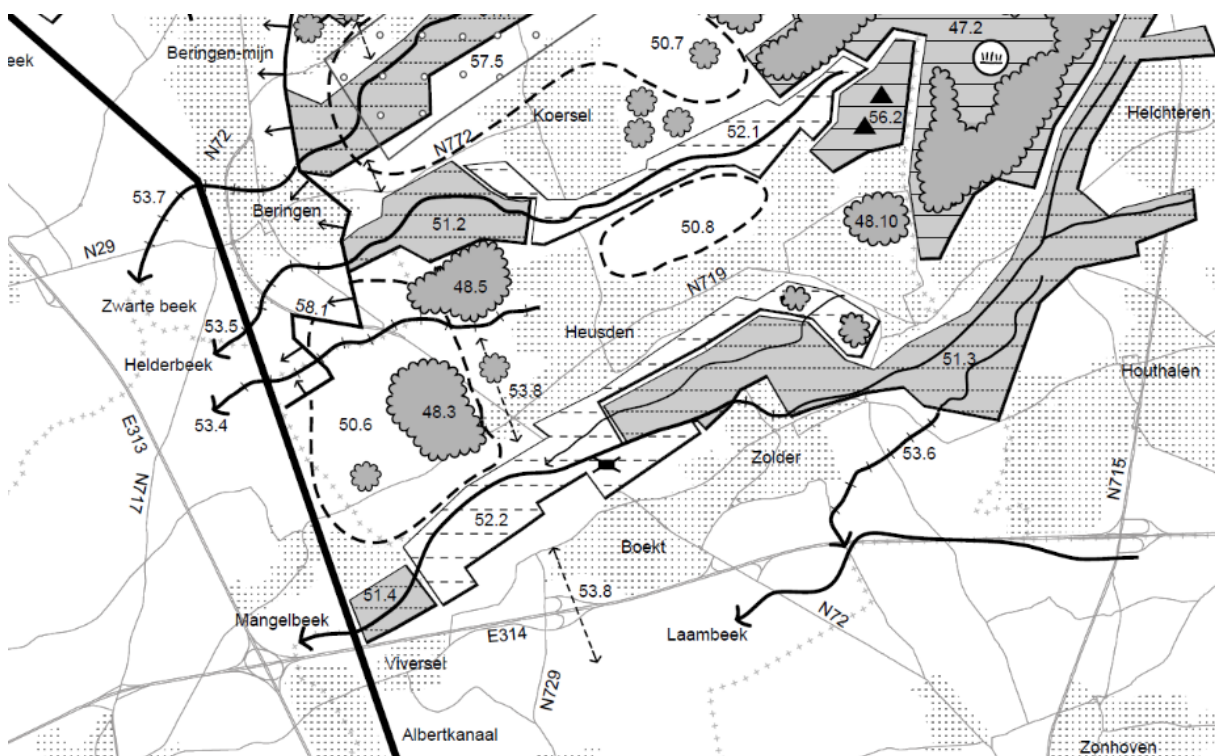 47.2
Beringen-mijn
50.7
eek
57.5
Koersel
52.1
56.2
Helchteren
N72
N772
53.7
Beringen
51.2
50.8
48.10
N29
48.5
N719
Zwarte beek
58.1
53.5
Heusden
Helderbeek
51.3
Houthalen
53.8
53.4
50.6
48.3
E313
N717
Zolder
53.6
N715
52.2
Boekt
51.4
53.8
Mangelbeek
E314
Laambeek
N72
Viversel
N729
Albertkanaal
Zonhoven